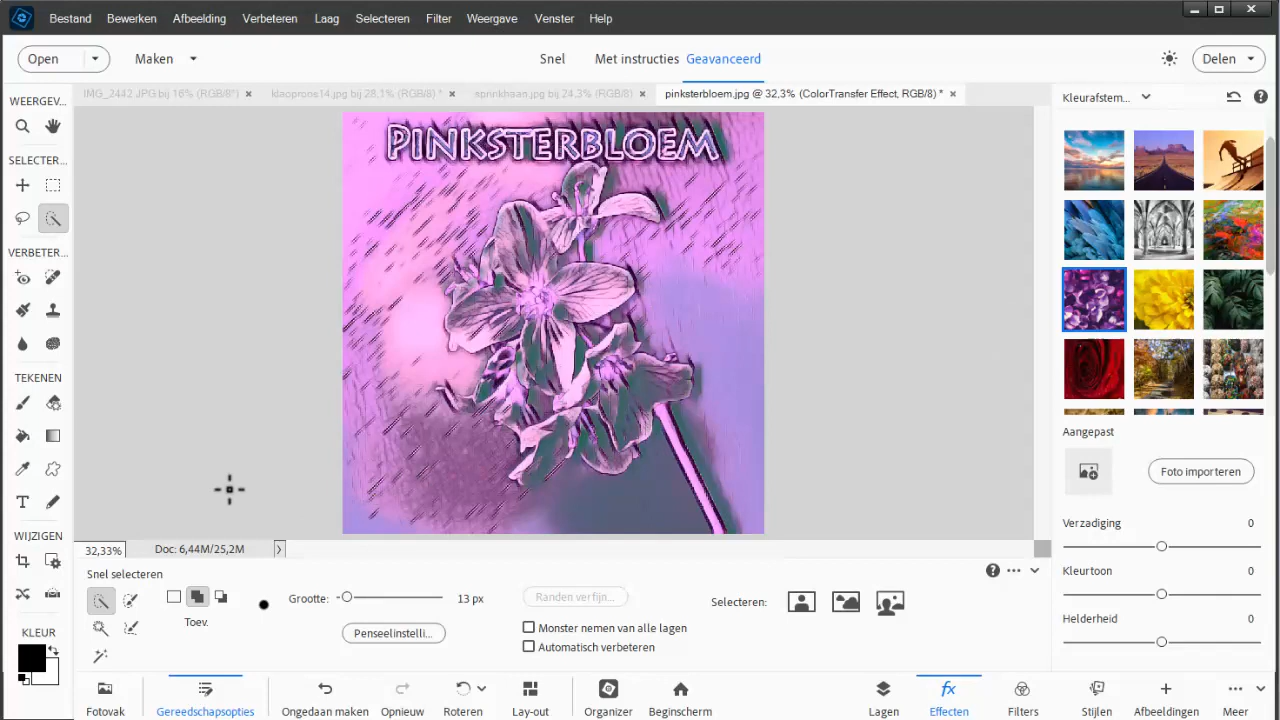 Bestand Bewerken Afbeelding Verbeteren Laag Selecteren Filter Weergave Venster Help
Open Maken Snel Met instructies Geavanceerd Delen
WEERGEV... IMG_2442 JPG bij 16% (RGB/8*) klaoproos14.jpg bij 28,1% (RGB/8) * sprinkhaan.jpg bij 24,3% (RGB/8) pinksterbloem.jpg @ 32,3% (ColorTransfer Effect, RGB/8) * Kleurafstem...
PINKSTERBLOEM
SELECTER...
VERBETER...
TEKENEN
Aangepast
Foto importeren
WIJZIGEN
Verzadiging 0
32,33% Doc: 6,44M/25,2M
Snel selecteren
Kleurtoon 0
Grootte: 13 px Randen verfijn... Selecteren:
Toev.
Helderheid 0
Monster nemen van alle lagen
KLEUR Penseelinstelli...
Automatisch verbeteren
Fotovak Gereedschapsopties Ongedaan maken Opnieuw Roteren Lay-out Organizer Beginscherm Lagen Effecten Filters Stijlen Afbeeldingen Meer